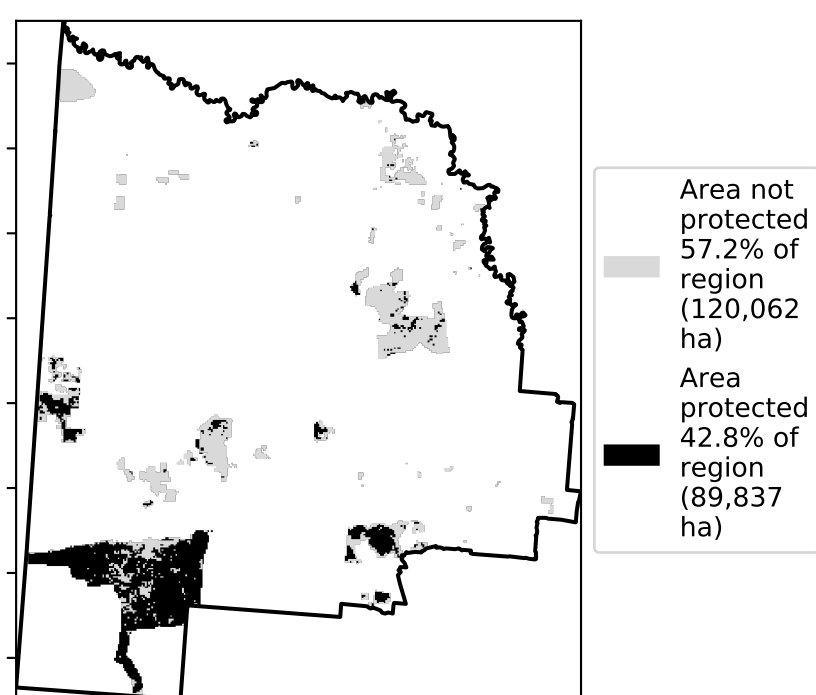 Area not
protected
57.2% of
region
(120,062
ha)
Area
protected
42.8% of
region
(89,837
ha)